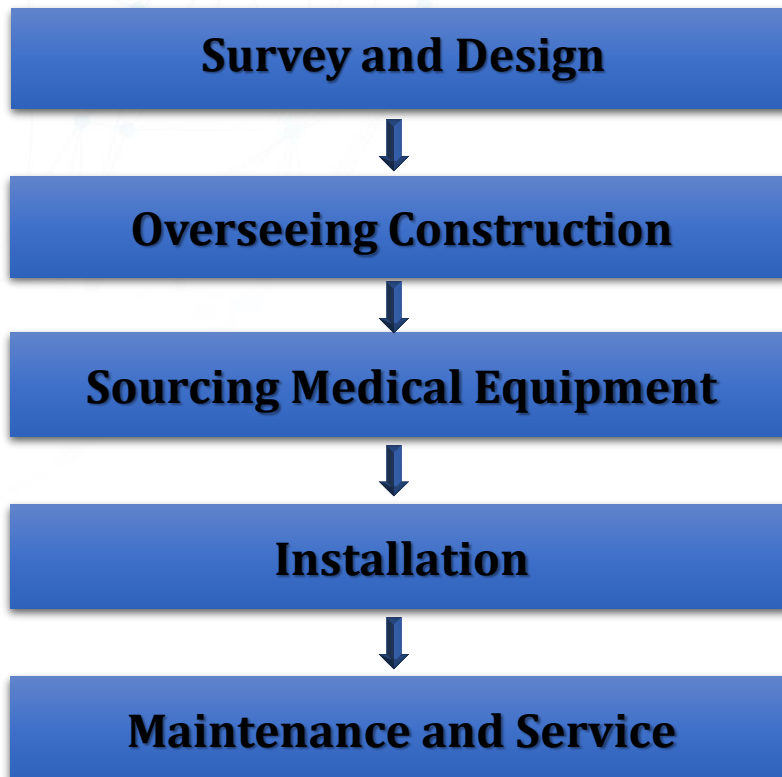 Survey and Design
Overseeing Construction
Sourcing Medical Equipment
Installation
Maintenance and Service